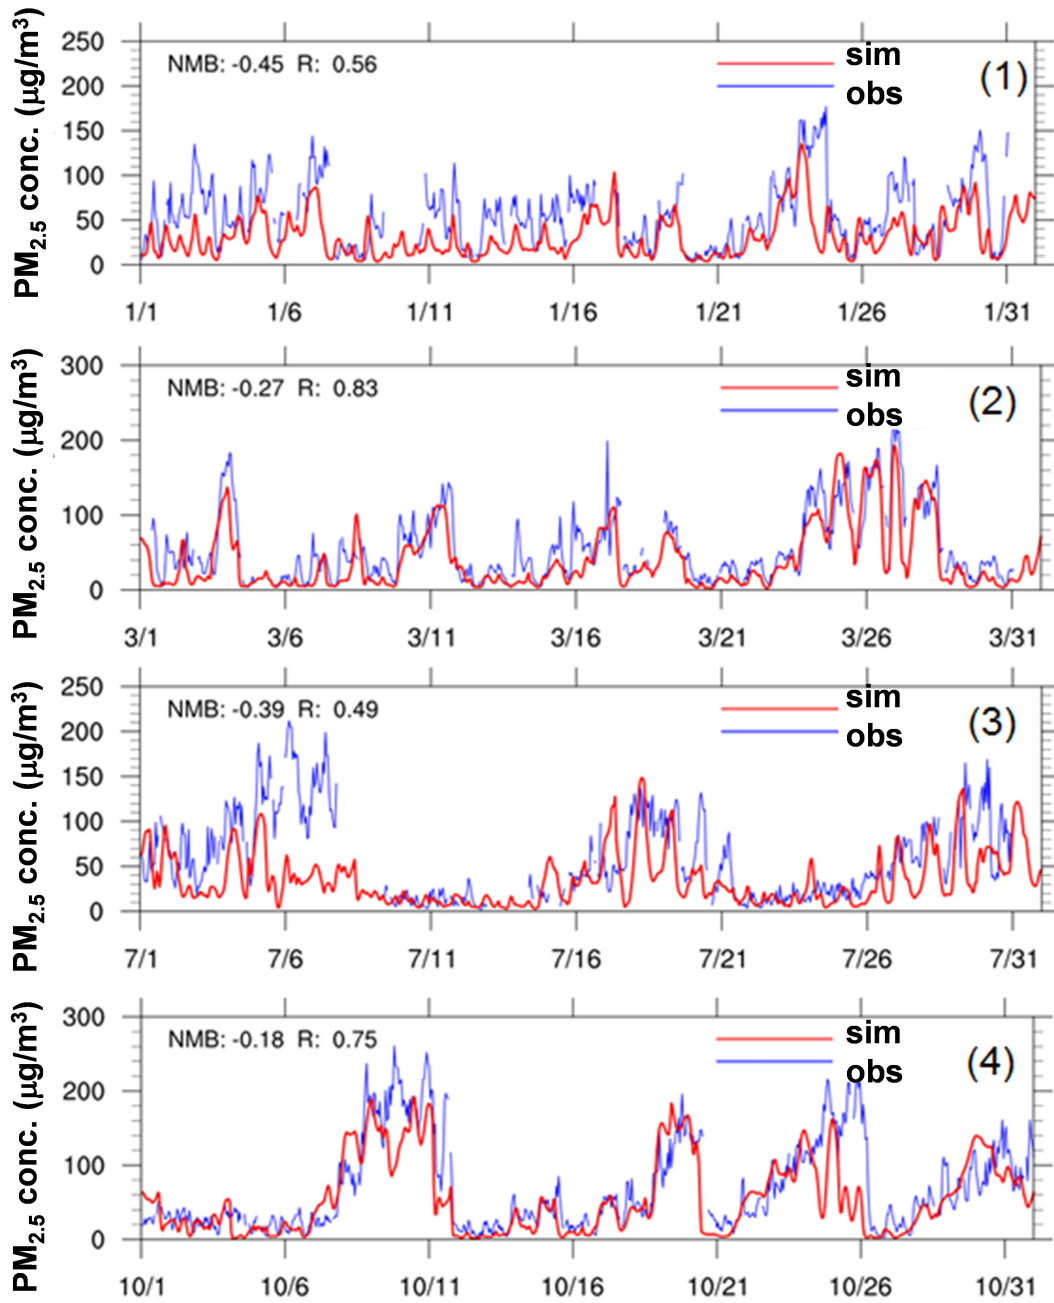 PM2.5 conc. (μg/m3)
250
200
150
100
50
0
NMB: -0.45 R: 0.56
sim
obs
(1)
1/1 1/6 1/11 1/16 1/21 1/26 1/31
PM2.5 conc. (μg/m3)
300
200
100
0
NMB: -0.27 R: 0.83
sim
obs
(2)
3/1 3/6 3/11 3/16 3/21 3/26 3/31
PM2.5 conc. (μg/m3)
250
200
150
100
50
0
NMB: -0.39 R: 0.49
sim
obs
(3)
7/1 7/6 7/11 7/16 7/21 7/26 7/31
PM2.5 conc. (μg/m3)
300
200
100
0
NMB: -0.18 R: 0.75
sim
obs
(4)
10/1 10/6 10/11 10/16 10/21 10/26 10/31